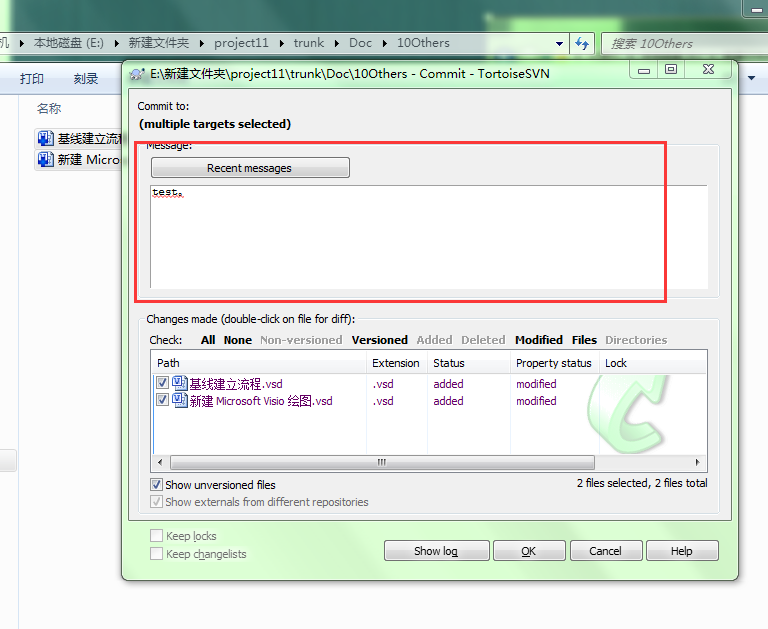 机 ▸ 本地磁盘 (E:) ▸ 新建文件夹 ▸ project11 ▸ trunk ▸ Doc ▸ 10Others
搜索 10Others
打印 刻录
名称
基线建立流程
新建 Micro
E:\新建文件夹\project11\trunk\Doc\10Others - Commit - TortoiseSVN
Commit to:
(multiple targets selected)
Message:
Recent messages
test。
Changes made (double-click on file for diff):
Check: All None Non-versioned Versioned Added Deleted Modified Files Directories
Path Extension Status Property status Lock
基线建立流程.vsd .vsd added modified
新建 Microsoft Visio 绘图.vsd .vsd added modified
Show unversioned files
2 files selected, 2 files total
Show externals from different repositories
Keep locks
Keep changelists
Show log OK Cancel Help